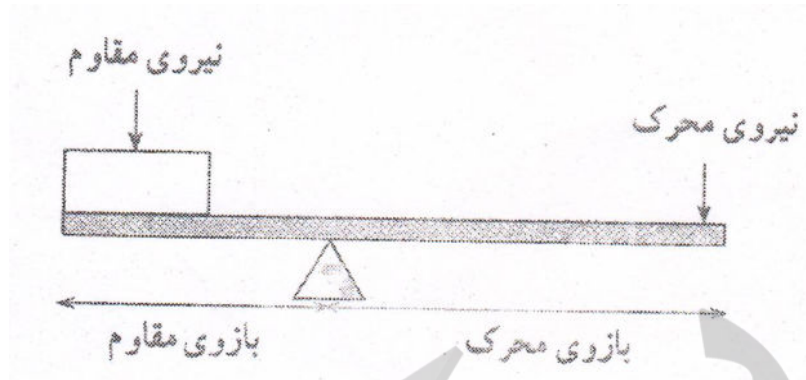 نیروی مقاوم
نیروی محرک
بازوی محرک
بازوی مقاوم